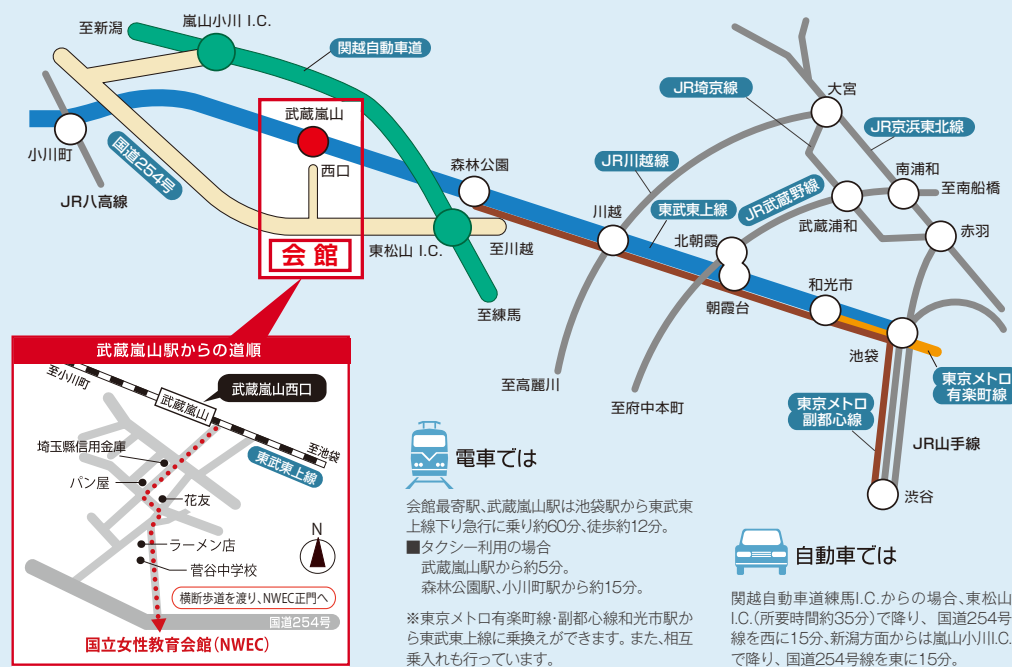 至新潟
嵐山小川 I.C.
関越自動車道
武蔵嵐山
小川町
国道254号
西口
JR八高線
会館
森林公園
東松山 I.C.
至川越
至練馬
川越
東武東上線
JR川越線
JR埼京線
大宮
JR京浜東北線
南浦和
至南船橋
JR武蔵野線
武蔵浦和
赤羽
北朝霞
朝霞台
和光市
池袋
至高麗川
至府中本町
東京メトロ
有楽町線
東京メトロ
副都心線
JR山手線
渋谷
武蔵嵐山駅からの道順
至小川町
武蔵嵐山
武蔵嵐山西口
至池袋
東武東上線
埼玉縣信用金庫
パン屋
花友
ラーメン店
菅谷中学校
N
横断歩道を渡り、NWEC正門へ
国道254号
国立女性教育会館（NWEC）
電車では
会館最寄駅、武蔵嵐山駅は池袋駅から東武東
上線下り急行に乗り約60分、徒歩約12分。
■タクシー利用の場合
武蔵嵐山駅から約5分。
森林公園駅、小川町駅から約15分。
※東京メトロ有楽町線・副都心線和光市駅か
ら東武東上線に乗換えができます。また、相互
乗入れも行っています。
自動車では
関越自動車道練馬I.C.からの場合、東松山
I.C.(所要時間約35分)で降り、国道254号
線を西に15分、新潟方面からは嵐山小川I.C.
で降り、国道254号線を東に15分。